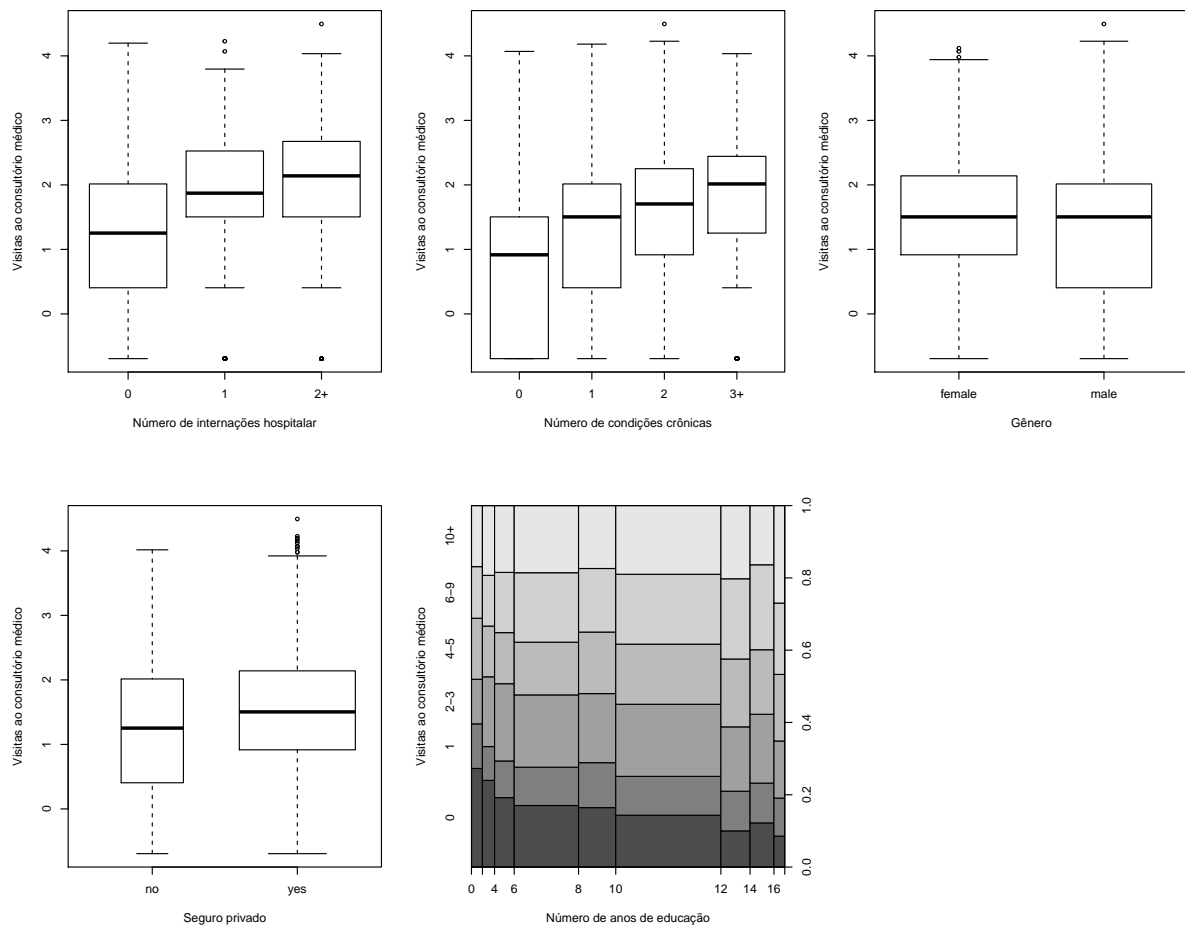 Visitas ao consultório médico
0 1 2 3 4
0 1 2+
Número de internações hospitalar
Visitas ao consultório médico
0 1 2 3 4
0 1 2 3+
Número de condições crônicas
Visitas ao consultório médico
0 1 2 3 4
female male
Gênero
Visitas ao consultório médico
0 1 2 3 4
no yes
Seguro privado
Visitas ao consultório médico
0 1 2−3 4−5 6−9 10+
0.0 0.2 0.4 0.6 0.8 1.0
0 4 6 8 10 12 14 16
Número de anos de educação